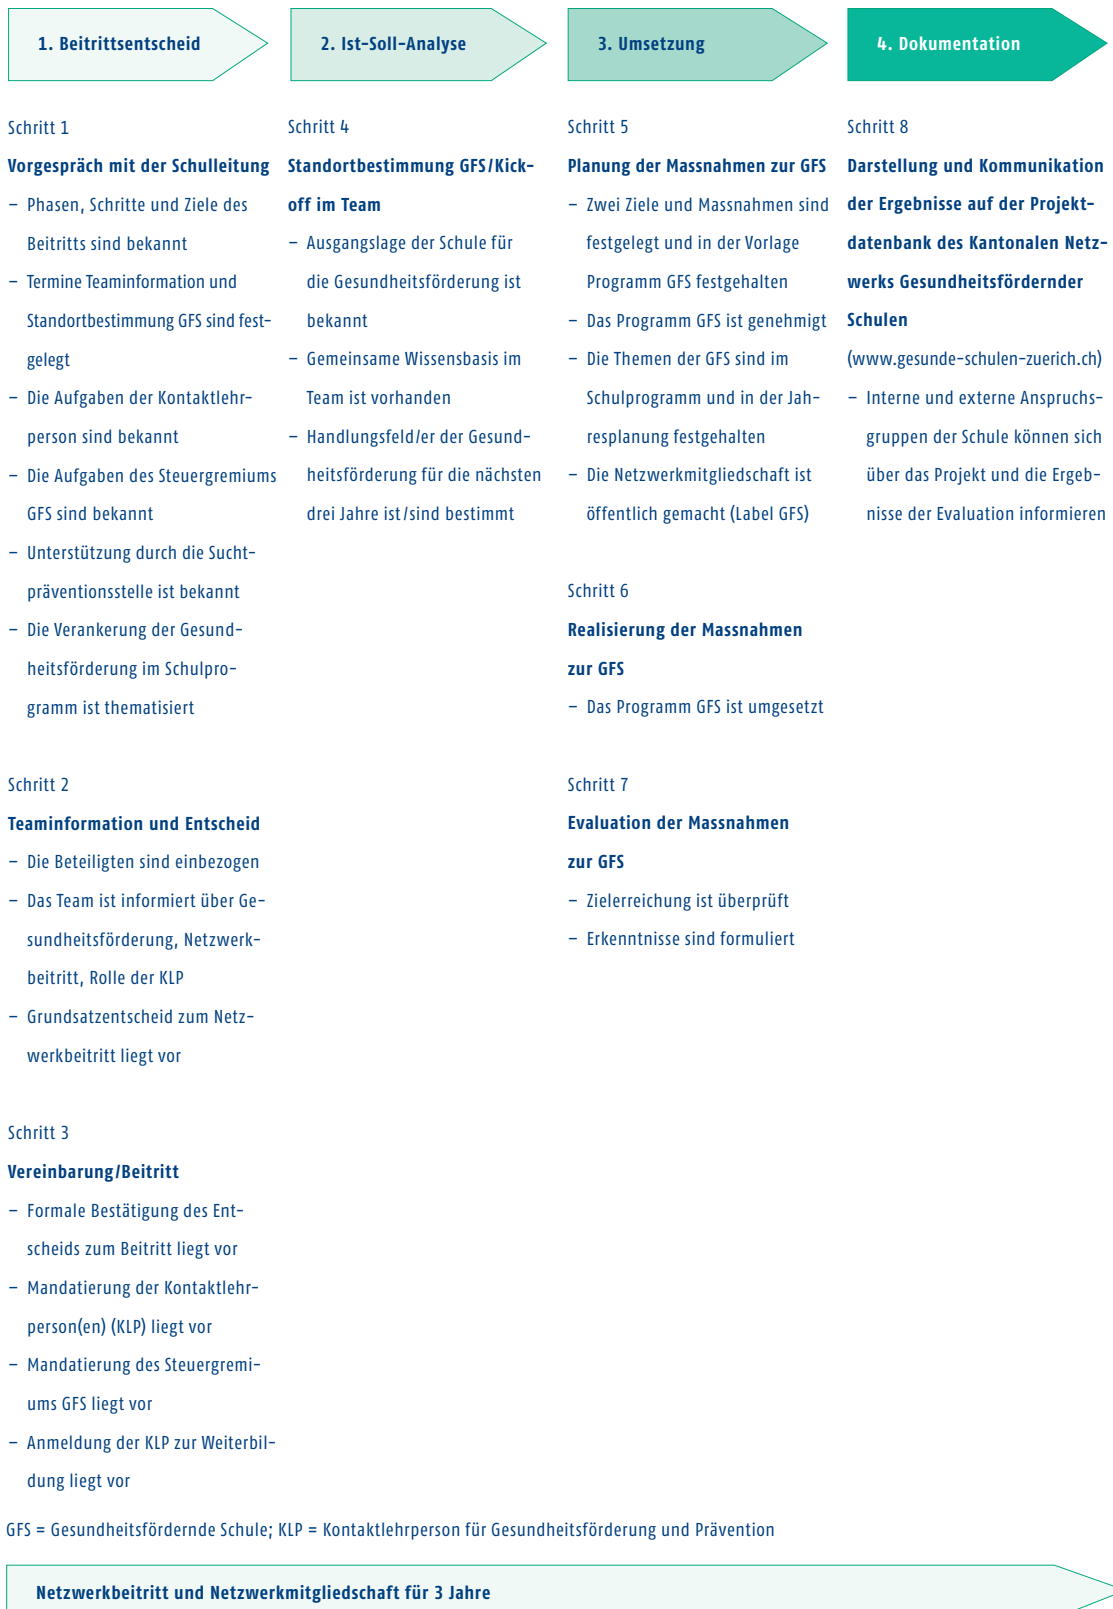 1. Beitrittsentscheid
2. Ist-Soll-Analyse
3. Umsetzung
4. Dokumentation
Schritt 1
Vorgespräch mit der Schulleitung
– Phasen, Schritte und Ziele des
Beitritts sind bekannt
– Termine Teaminformation und
Standortbestimmung GFS sind fest-
gelegt
– Die Aufgaben der Kontaktlehr-
person sind bekannt
– Die Aufgaben des Steuergremiums
GFS sind bekannt
– Unterstützung durch die Sucht-
präventionsstelle ist bekannt
– Die Verankerung der Gesund-
heitsförderung im Schulpro-
gramm ist thematisiert
Schritt 2
Teaminformation und Entscheid
– Die Beteiligten sind einbezogen
– Das Team ist informiert über Ge-
sundheitsförderung, Netzwerk-
beitritt, Rolle der KLP
– Grundsatzentscheid zum Netz-
werkbeitritt liegt vor
Schritt 3
Vereinbarung/Beitritt
– Formale Bestätigung des Ent-
scheids zum Beitritt liegt vor
– Mandatierung der Kontaktlehr-
person(en) (KLP) liegt vor
– Mandatierung des Steuergremi-
ums GFS liegt vor
– Anmeldung der KLP zur Weiterbil-
dung liegt vor
Schritt 4
Standortbestimmung GFS/Kick-
off im Team
– Ausgangslage der Schule für
die Gesundheitsförderung ist
bekannt
– Gemeinsame Wissensbasis im
Team ist vorhanden
– Handlungsfeld/er der Gesund-
heitsförderung für die nächsten
drei Jahre ist/sind bestimmt
Schritt 5
Planung der Massnahmen zur GFS
– Zwei Ziele und Massnahmen sind
festgelegt und in der Vorlage
Programm GFS festgehalten
– Das Programm GFS ist genehmigt
– Die Themen der GFS sind im
Schulprogramm und in der Jah-
resplanung festgehalten
– Die Netzwerkmitgliedschaft ist
öffentlich gemacht (Label GFS)
Schritt 6
Realisierung der Massnahmen
zur GFS
– Das Programm GFS ist umgesetzt
Schritt 7
Evaluation der Massnahmen
zur GFS
– Zielerreichung ist überprüft
– Erkenntnisse sind formuliert
Schritt 8
Darstellung und Kommunikation
der Ergebnisse auf der Projekt-
datenbank des Kantonalen Netz-
werks Gesundheitsfördernder
Schulen
(www.gesunde-schulen-zuerich.ch)
– Interne und externe Anspruchs-
gruppen der Schule können sich
über das Projekt und die Ergeb-
nisse der Evaluation informieren
GFS = Gesundheitsfördernde Schule; KLP = Kontaktlehrperson für Gesundheitsförderung und Prävention
Netzwerkbeitritt und Netzwerkmitgliedschaft für 3 Jahre